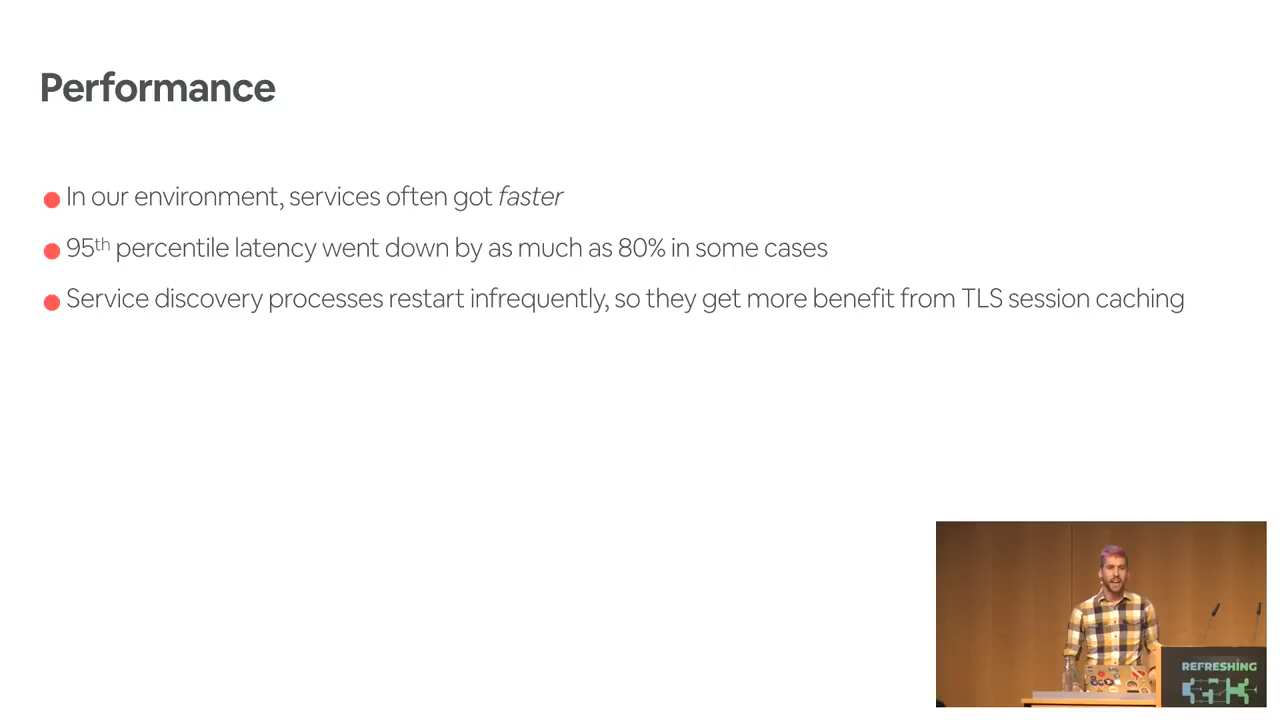 Performance
In our environment, services often got faster
95th percentile latency went down by as much as 80% in some cases
Service discovery processes restart infrequently, so they get more benefit from TLS session caching
REFRESHING